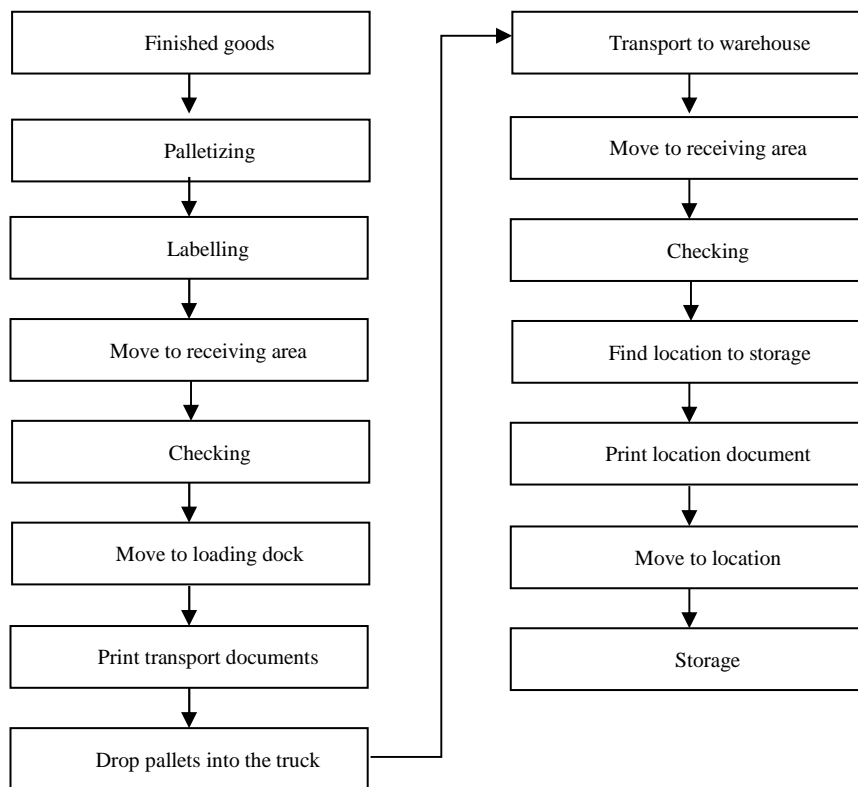 Finished goods
Palletizing
Labelling
Move to receiving area
Checking
Move to loading dock
Print transport documents
Drop pallets into the truck
Transport to warehouse
Move to receiving area
Checking
Find location to storage
Print location document
Move to location
Storage